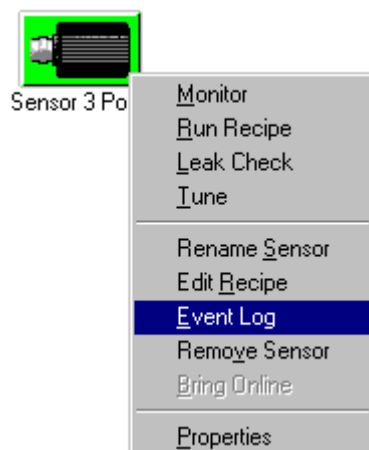 Sensor 3 Po
Monitor
Run Recipe
Leak Check
Tune
Rename Sensor
Edit Recipe
Event Log
Remove Sensor
Bring Online
Properties